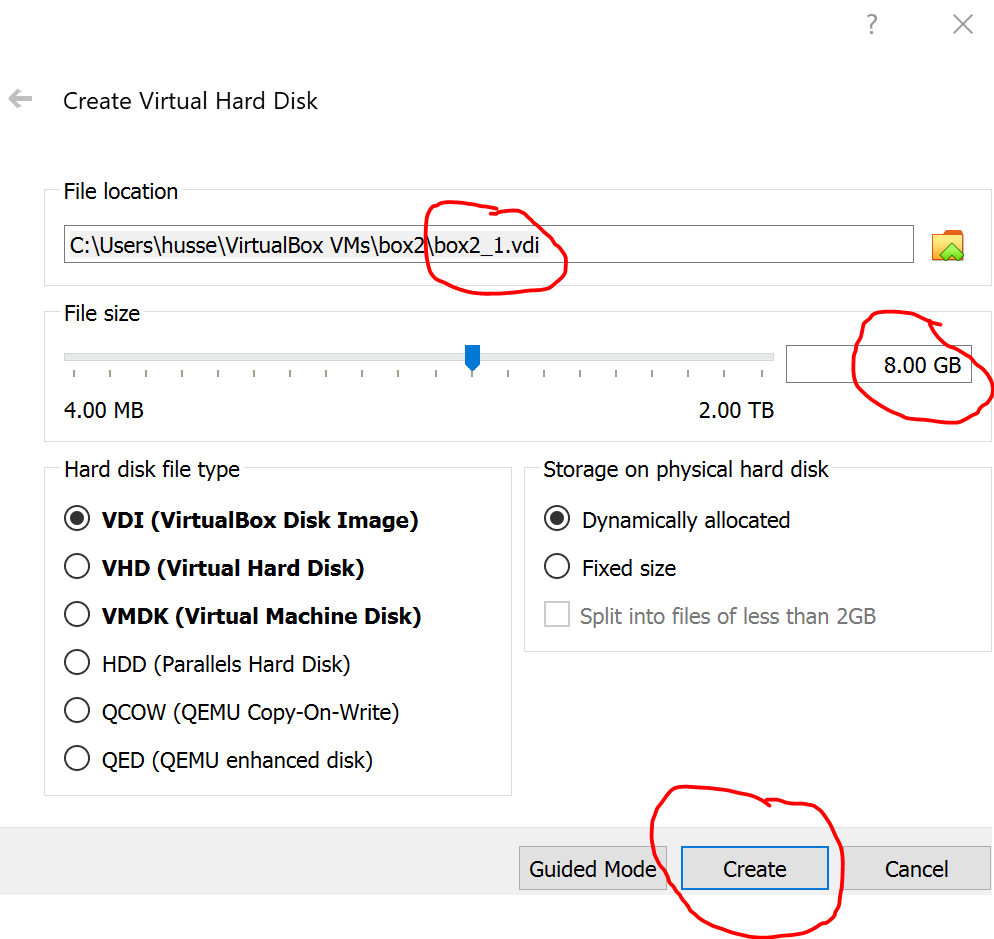 ?
Create Virtual Hard Disk
File location
C:\Users\husse\VirtualBox VMs\box2\box2_1.vdi
File size
8.00 GB
4.00 MB 2.00 TB
Hard disk file type
VDI (VirtualBox Disk Image)
VHD (Virtual Hard Disk)
VMDK (Virtual Machine Disk)
HDD (Parallels Hard Disk)
QCOW (QEMU Copy-On-Write)
QED (QEMU enhanced disk)
Storage on physical hard disk
Dynamically allocated
Fixed size
Split into files of less than 2GB
Guided Mode Create Cancel